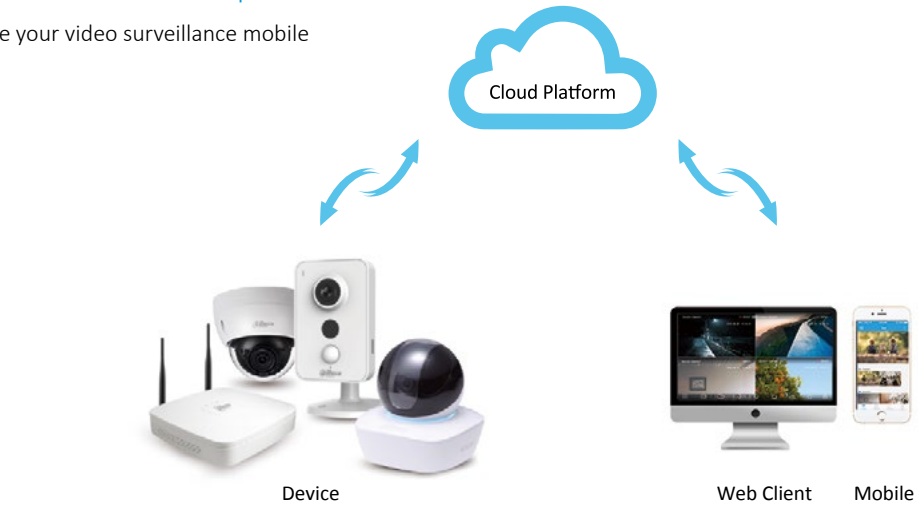 e your video surveillance mobile
Cloud Platform
Device
Web Client
Mobile